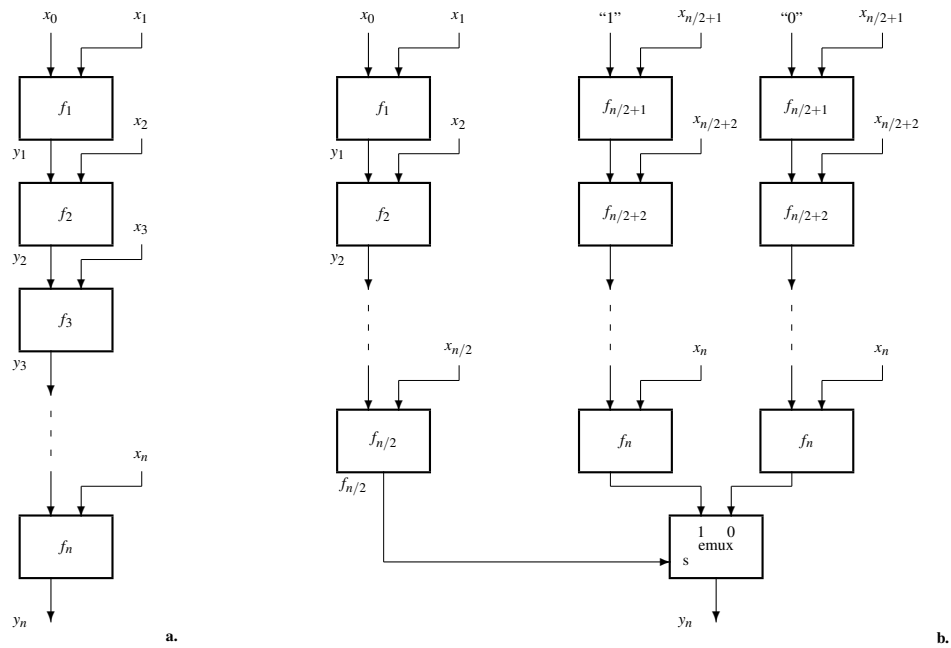 x0 x1
f1
y1 x2
f2
y2 x3
f3
y3
xn
fn
yn
a.
x0 x1 “1” xn/2+1 “0” xn/2+1
f1 fn/2+1 fn/2+1
y1 x2 xn/2+2 xn/2+2
f2 fn/2+2 fn/2+2
y2
xn/2 xn xn
fn/2 fn fn
fn/2
1 0
emux
s
yn
b.